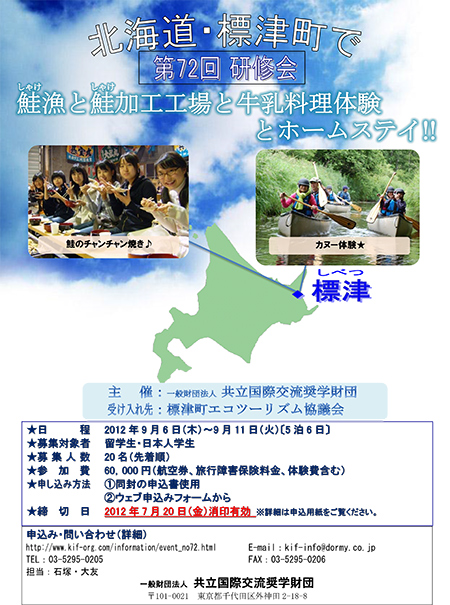 北海道・標津町で
第72回 研修会
しゃけ しゃけ
鮭漁と鮭加工工場と牛乳料理体験
とホームステイ!!
鮭のチャンチャン焼き♪
カヌー体験★
しべつ
標津
主 催：一般財団法人 共立国際交流奨学財団
受け入れ先：標津町エコツーリズム協議会
★日 程 2012年9月6日(木)～9月11日(火)〔5泊6日〕
★募集対象者 留学生・日本人学生
★募集人数 20名(先着順)
★参 加 費 60,000円(航空券、旅行障害保険料金、体験費含む)
★申し込み方法 ①同封の申込書使用
②ウェブ申込みフォームから
★締 切 日 2012年7月20日(金)消印有効 ※詳細は申込用紙をご覧ください。
申込み・問い合わせ(詳細)
http://www.kif-org.com/information/event_no72.html E-mail：kif-info@dormy.co.jp
TEL：03-5295-0205 FAX：03-5295-0206
担当：石塚・大友
一般財団法人 共立国際交流奨学財団
〒101-0021 東京都千代田区外神田2-18-8